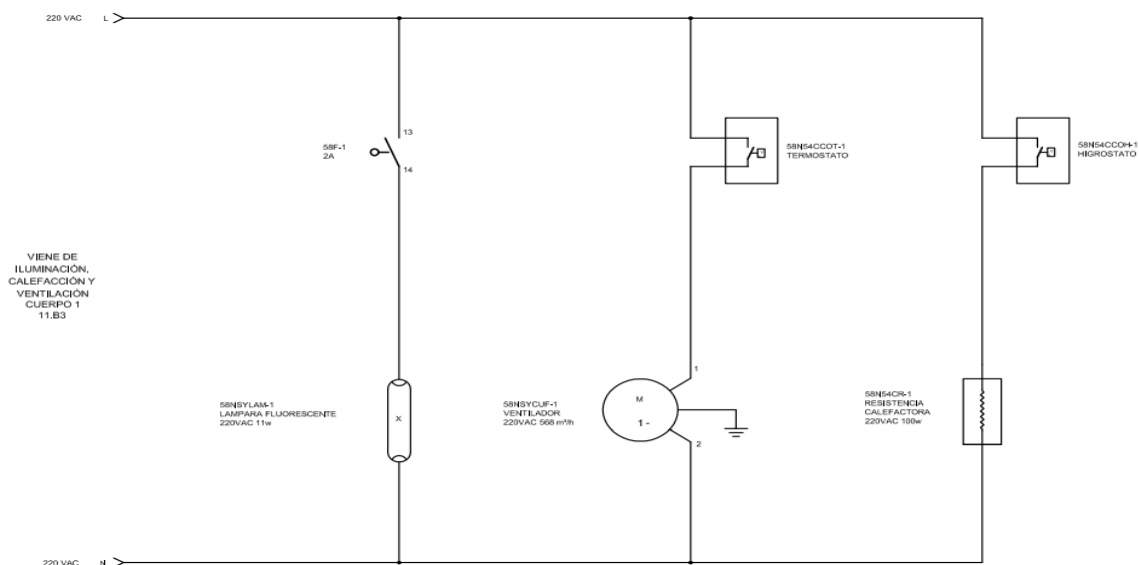 220 VAC L
13
58F-1
2A
14
58N54CCOT-1
TERMOSTATO
58N54CCOH-1
HIGROSTATO
VIENE DE
ILUMINACIÓN,
CALEFACCIÓN Y
VENTILACIÓN
CUERPO 1
11.B3
58NSYLAM-1
LAMPARA FLUORESCENTE
220VAC 11w
X
58NSYCUF-1
VENTILADOR
220VAC 568 m³/h
1
M
1-
2
58N54CR-1
RESISTENCIA
CALEFACTORA
220VAC 100w
220 VAC N